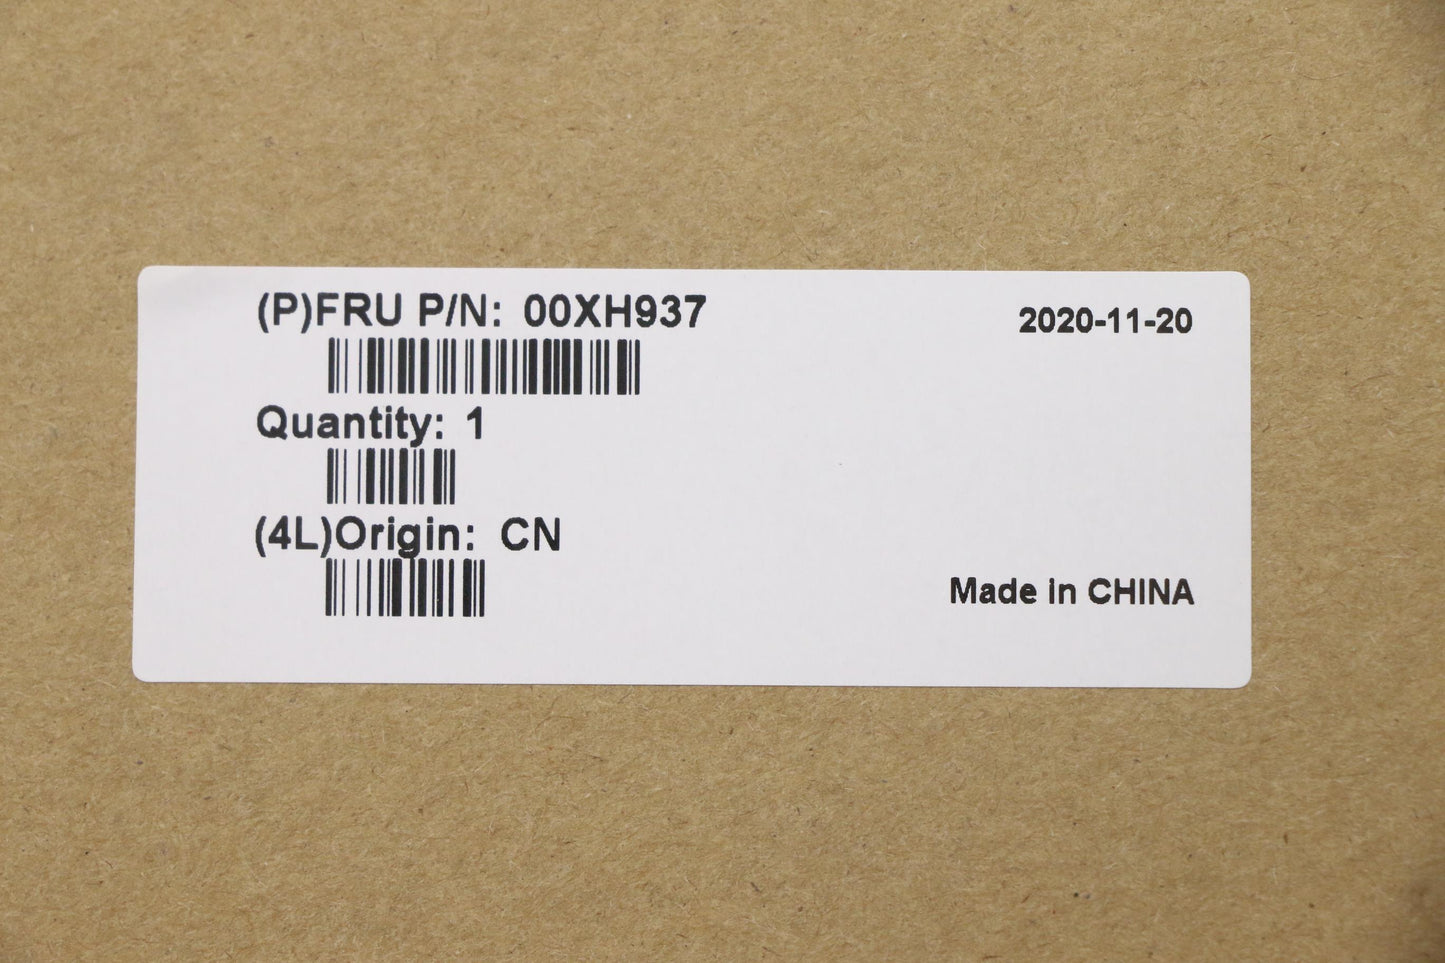 (P)FRU P/N: 00XH937
2020-11-20
Quantity: 1
(4L)Origin: CN
Made in CHINA